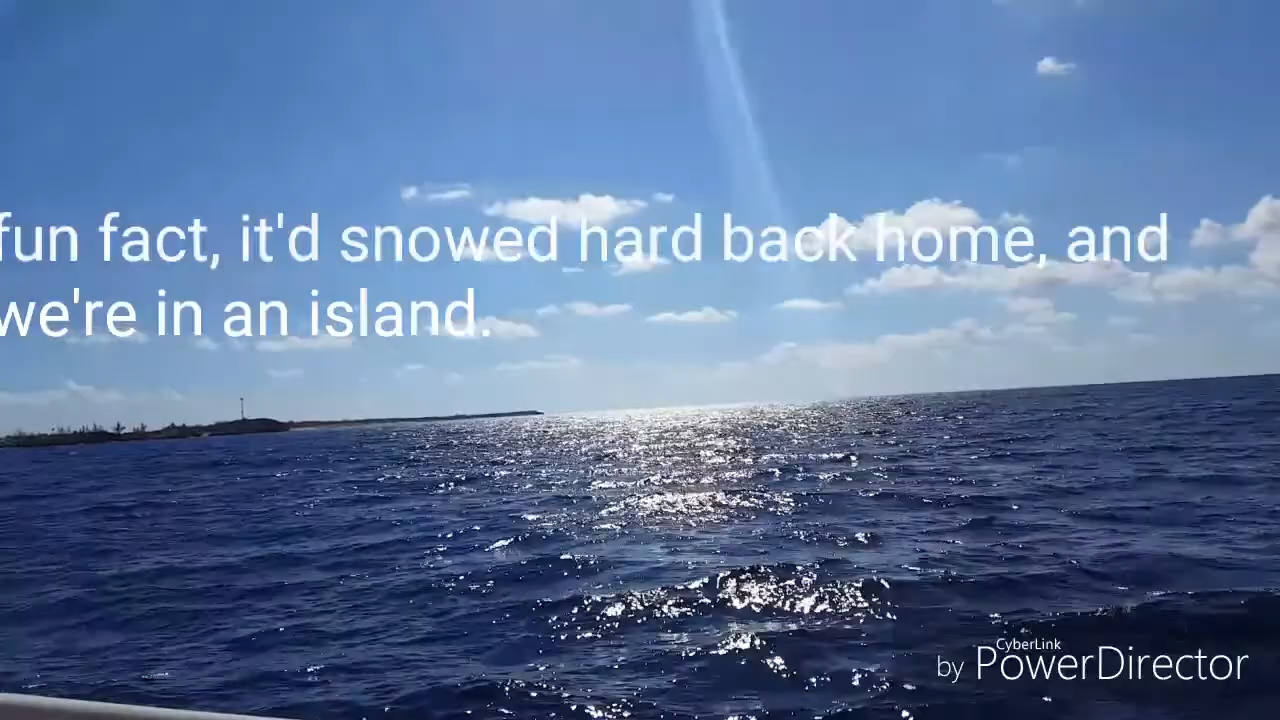 fun fact, it'd snowed hard back home, and
we're in an island.
CyberLink
by PowerDirector